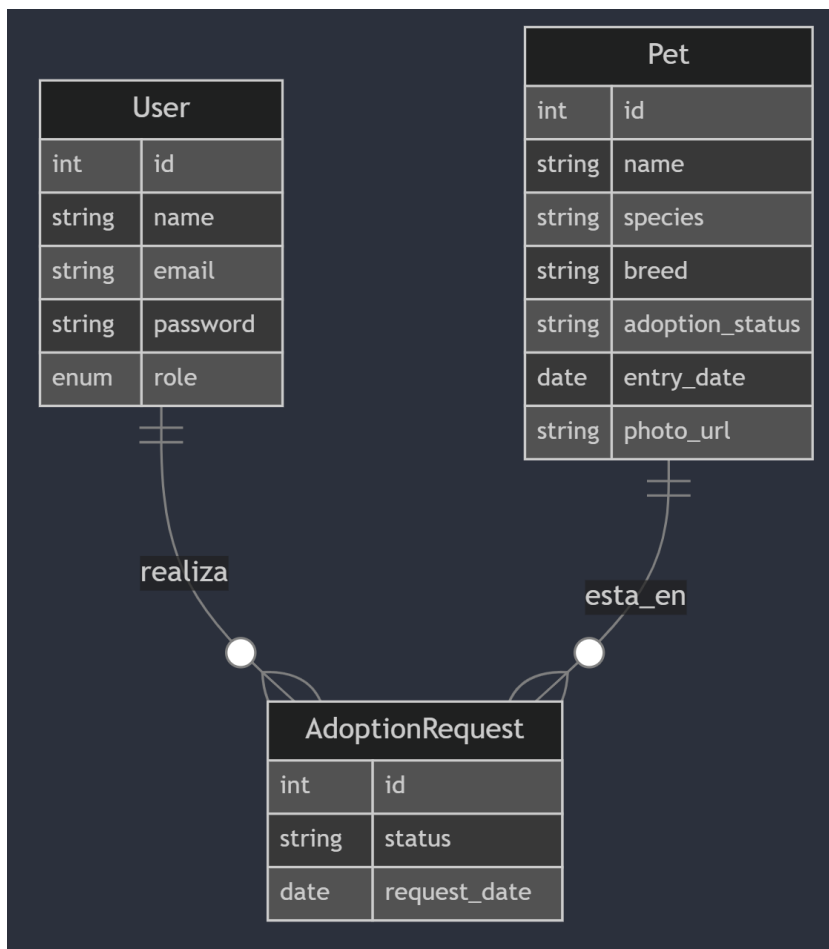 User
int id
string name
string email
string password
enum role
Pet
int id
string name
string species
string breed
string adoption_status
date entry_date
string photo_url
realiza
esta_en
AdoptionRequest
int id
string status
date request_date